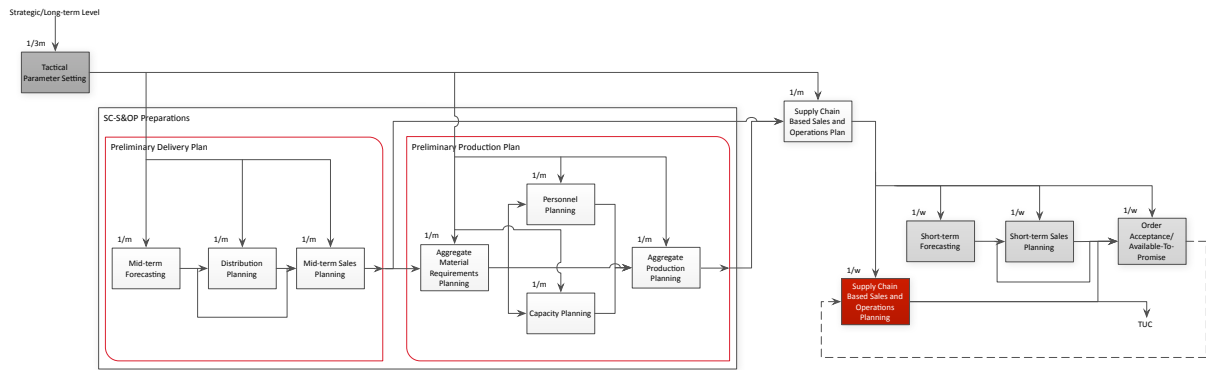 Strategic/Long-term Level
1/3m
Tactical
Parameter Setting
1/m
Supply Chain
Based Sales and
Operations Plan
SC-S&OP Preparations
Preliminary Delivery Plan
Preliminary Production Plan
1/m
Personnel
Planning
1/m
Mid-term
Forecasting
1/m
Distribution
Planning
1/m
Mid-term Sales
Planning
1/m
Aggregate
Material
Requirements
Planning
1/m
Capacity Planning
1/m
Aggregate
Production
Planning
1/w
Short-term
Forecasting
1/w
Short-term Sales
Planning
1/w
Order
Acceptance/
Available-To-
Promise
1/w
Supply Chain
Based Sales and
Operations
Planning
TUC